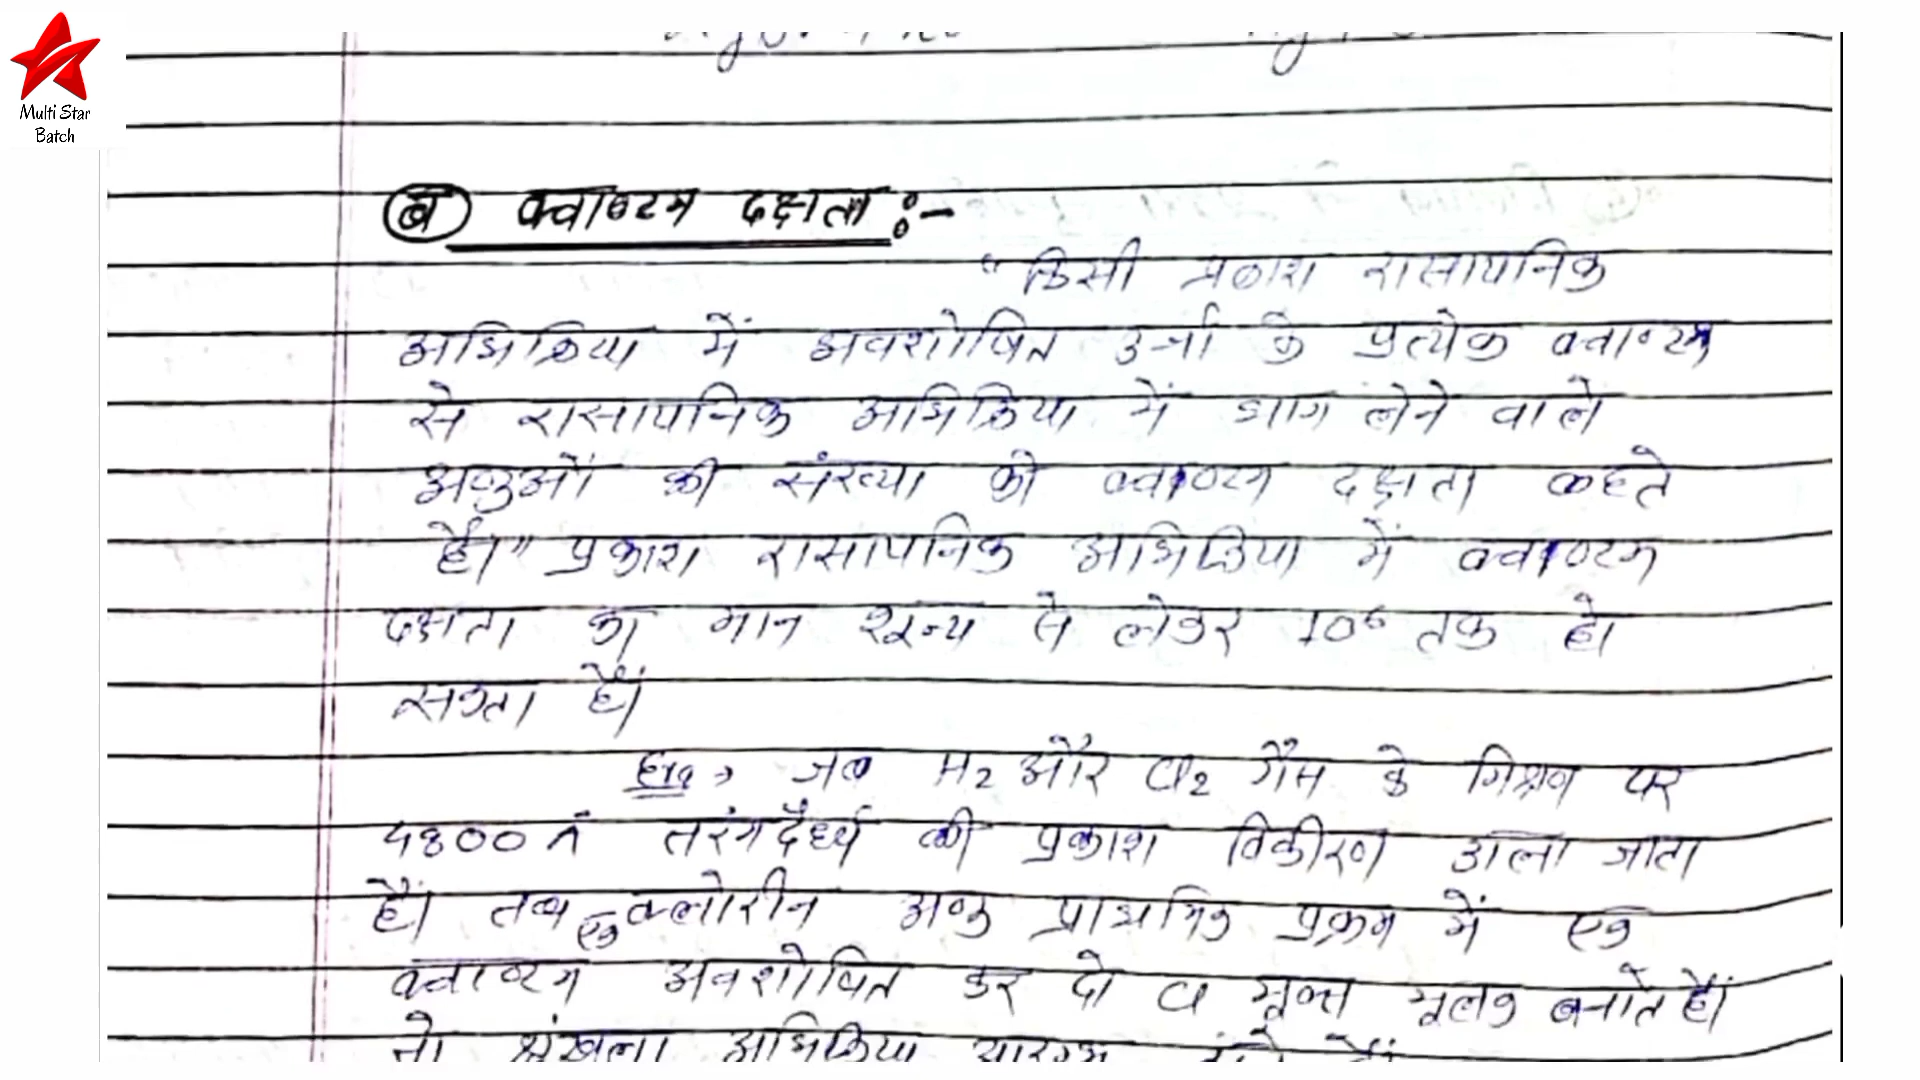 Multi Star
Batch
(ब) क्वाण्टम दक्षता :-
"किसी प्रकाश रासायनिक
अभिक्रिया में अवशोषित उर्जा के प्रत्येक क्वाण्टम
से रासायनिक अभिक्रिया में भाग लेने वाले
अणुओं की संख्या को क्वाण्टम दक्षता कहते
हैं।" प्रकाश रासायनिक अभिक्रिया में क्वाण्टम
दक्षता का मान शून्य से लेकर 10⁶ तक हो
सकता हैं।
जब H₂ और Cl₂ गैस के मिश्रण पर
4800 Å तरंगदैर्ध्य की प्रकाश विकीरण डाला जाता
हैं। तब एक क्लोरीन अणु प्राथमिक प्रक्रम में एक
क्वाण्टम अवशोषित कर दो Cl मुक्त मूलक बनाते हैं।
जो श्रृंखला अभिक्रिया प्रारम्भ